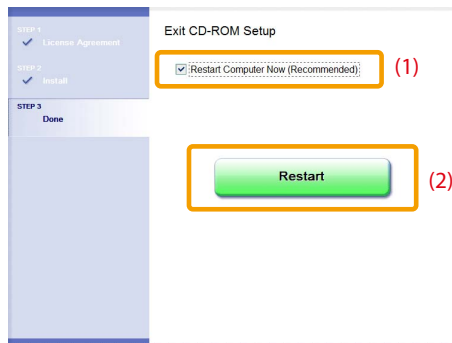 STEP 1
License Agreement
STEP 2
Install
STEP 3
Done
Exit CD-ROM Setup
Restart Computer Now (Recommended)
(1)
Restart
(2)